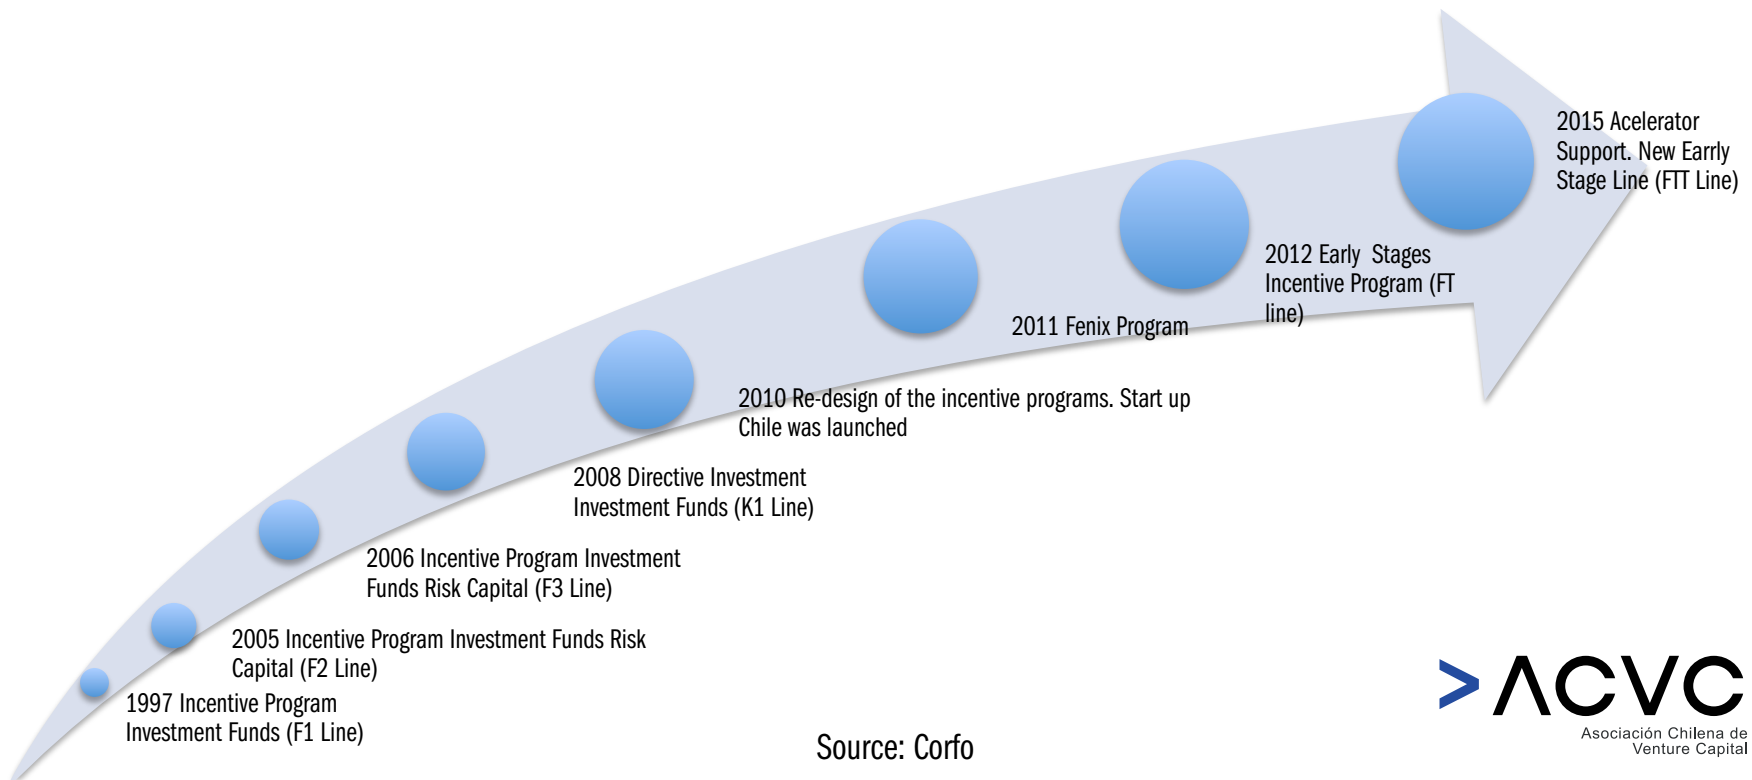 2015 Acelerator
Support. New Earrly
Stage Line (FTT Line)
2012 Early Stages
Incentive Program (FT
line)
2011 Fenix Program
2010 Re-design of the incentive programs. Start up
Chile was launched
2008 Directive Investment
Investment Funds (K1 Line)
2006 Incentive Program Investment
Funds Risk Capital (F3 Line)
2005 Incentive Program Investment Funds Risk
Capital (F2 Line)
1997 Incentive Program
Investment Funds (F1 Line)
Source: Corfo
>ACVC
Asociación Chilena de
Venture Capital